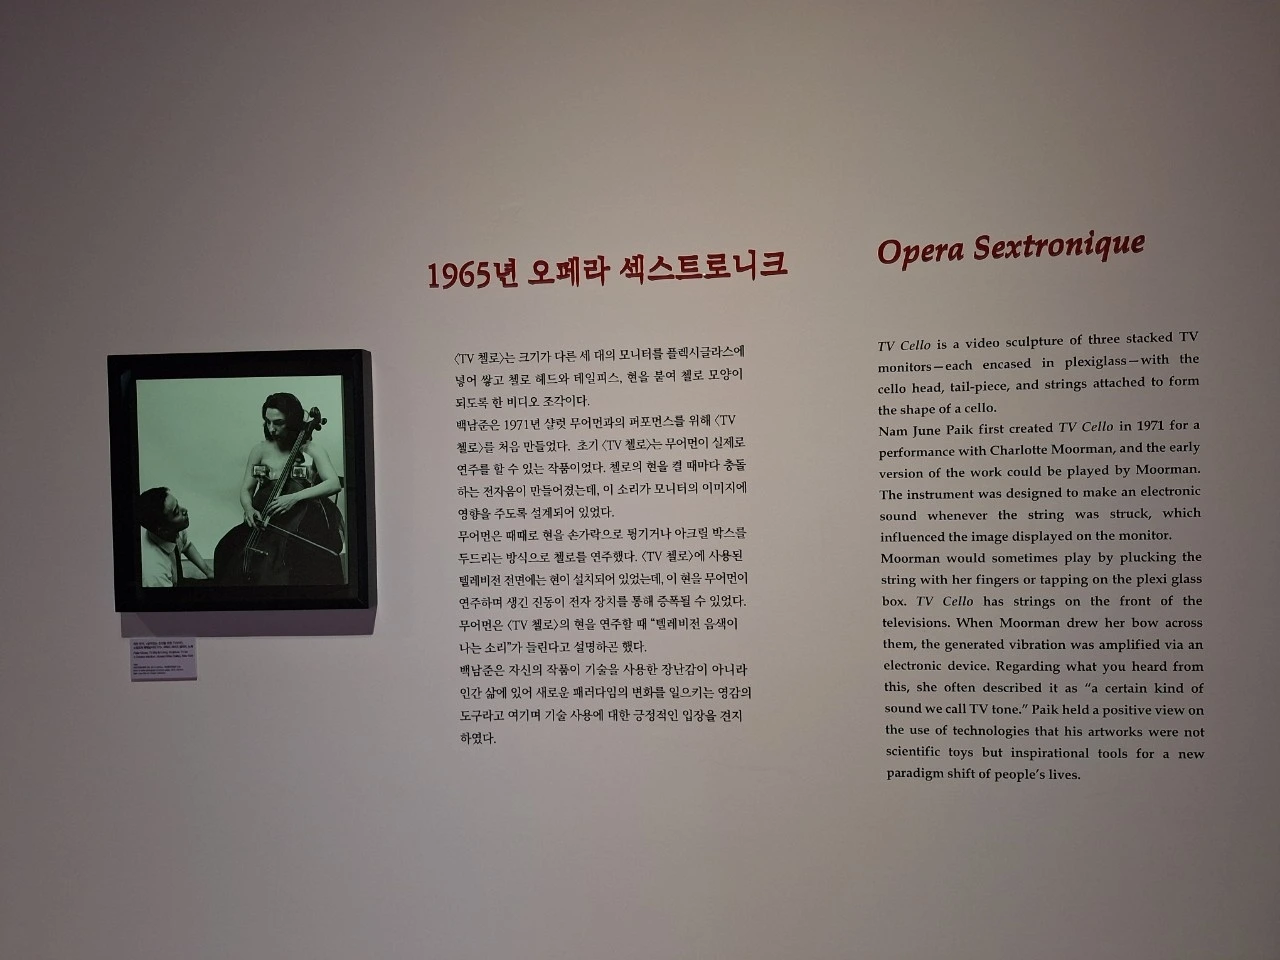 1965년 오페라 섹스트로니크
〈TV 첼로〉는 크기가 다른 세 대의 모니터를 플렉시글라스에
넣어 쌓고 첼로 헤드와 테일피스, 현을 붙여 첼로 모양이
되도록 한 비디오 조각이다.
백남준은 1971년 샬럿 무어먼과의 퍼포먼스를 위해 〈TV
첼로〉를 처음 만들었다. 초기 〈TV 첼로〉는 무어먼이 실제로
연주를 할 수 있는 작품이었다. 첼로의 현을 켤 때마다 충돌
하는 전자음이 만들어졌는데, 이 소리가 모니터의 이미지에
영향을 주도록 설계되어 있었다.
무어먼은 때때로 현을 손가락으로 튕기거나 아크릴 박스를
두드리는 방식으로 첼로를 연주했다. 〈TV 첼로〉에 사용된
텔레비전 전면에는 현이 설치되어 있었는데, 이 현을 무어먼이
연주하며 생긴 진동이 전자 장치를 통해 증폭될 수 있었다.
무어먼은 〈TV 첼로〉의 현을 연주할 때 “텔레비전 음색이
나는 소리”가 들린다고 설명하곤 했다.
백남준은 자신의 작품이 기술을 사용한 장난감이 아니라
인간 삶에 있어 새로운 패러다임의 변화를 일으키는 영감의
도구라고 여기며 기술 사용에 대한 긍정적인 입장을 견지
하였다.
Opera Sextronique
TV Cello is a video sculpture of three stacked TV
monitors—each encased in plexiglass—with the
cello head, tail-piece, and strings attached to form
the shape of a cello.
Nam June Paik first created TV Cello in 1971 for a
performance with Charlotte Moorman, and the early
version of the work could be played by Moorman.
The instrument was designed to make an electronic
sound whenever the string was struck, which
influenced the image displayed on the monitor.
Moorman would sometimes play by plucking the
string with her fingers or tapping on the plexi glass
box. TV Cello has strings on the front of the
televisions. When Moorman drew her bow across
them, the generated vibration was amplified via an
electronic device. Regarding what you heard from
this, she often described it as “a certain kind of
sound we call TV tone.” Paik held a positive view on
the use of technologies that his artworks were not
scientific toys but inspirational tools for a new
paradigm shift of people’s lives.